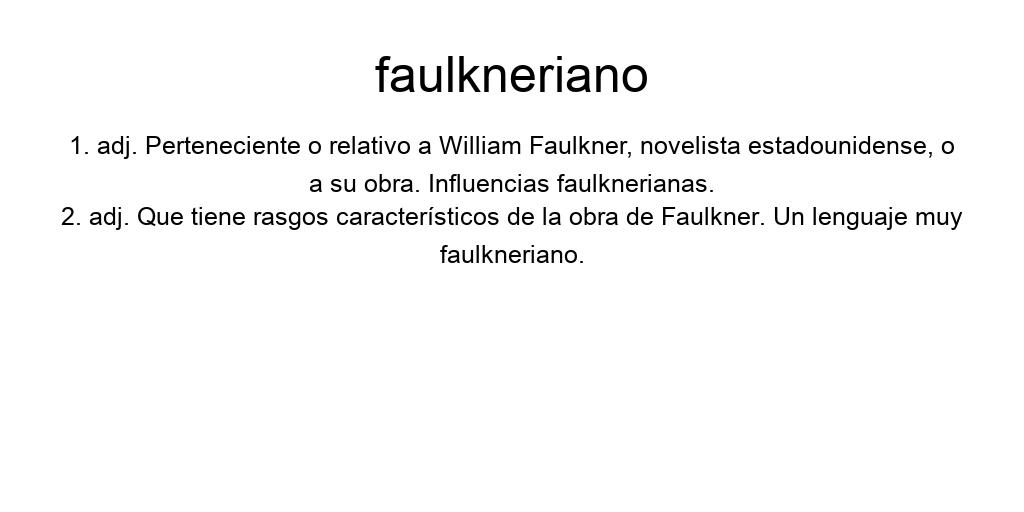 faulkneriano
1. adj. Perteneciente o relativo a William Faulkner, novelista estadounidense, o
a su obra. Influencias faulknerianas.
2. adj. Que tiene rasgos característicos de la obra de Faulkner. Un lenguaje muy
faulkneriano.